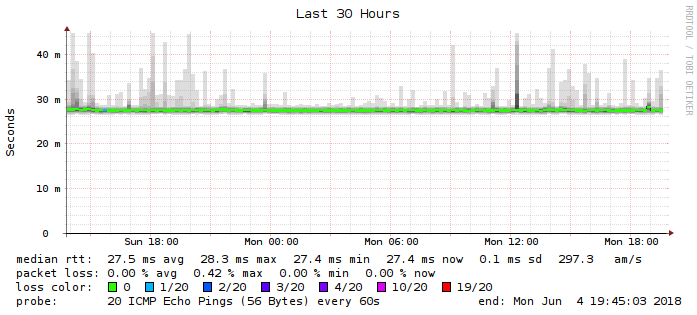 Last 30 Hours
RRDTOOL / TOBI OETIKER
Seconds
40 m
30 m
20 m
10 m
0
Sun 18:00 Mon 00:00 Mon 06:00 Mon 12:00 Mon 18:00
median rtt: 27.5 ms avg 28.3 ms max 27.4 ms min 27.4 ms now 0.1 ms sd 297.3 am/s
packet loss: 0.00 % avg 0.42 % max 0.00 % min 0.00 % now
loss color: 0 1/20 2/20 3/20 4/20 10/20 19/20
probe: 20 ICMP Echo Pings (56 Bytes) every 60s end: Mon Jun 4 19:45:03 2018